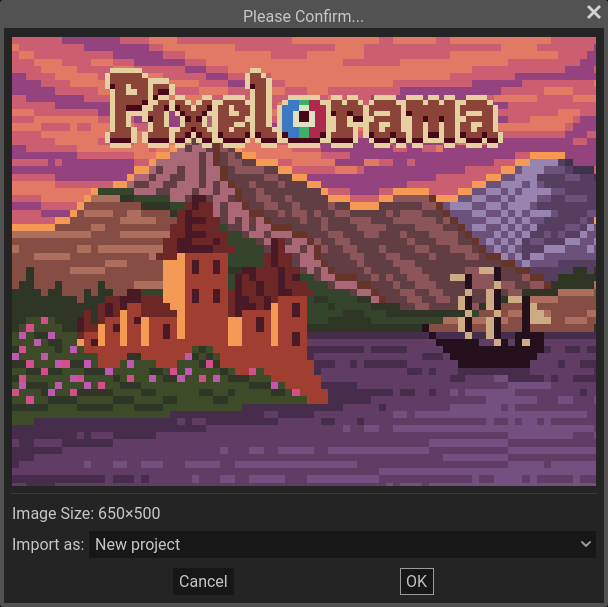 Please Confirm...
Pixelorama
Image Size: 650×500
Import as: New project
Cancel OK